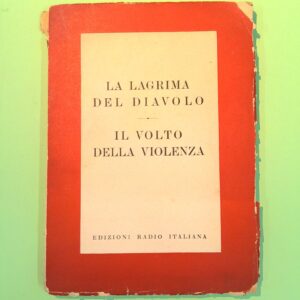 LA LAGRIMA
DEL DIAVOLO
IL VOLTO
DELLA VIOLENZA
EDIZIONI RADIO ITALIANA